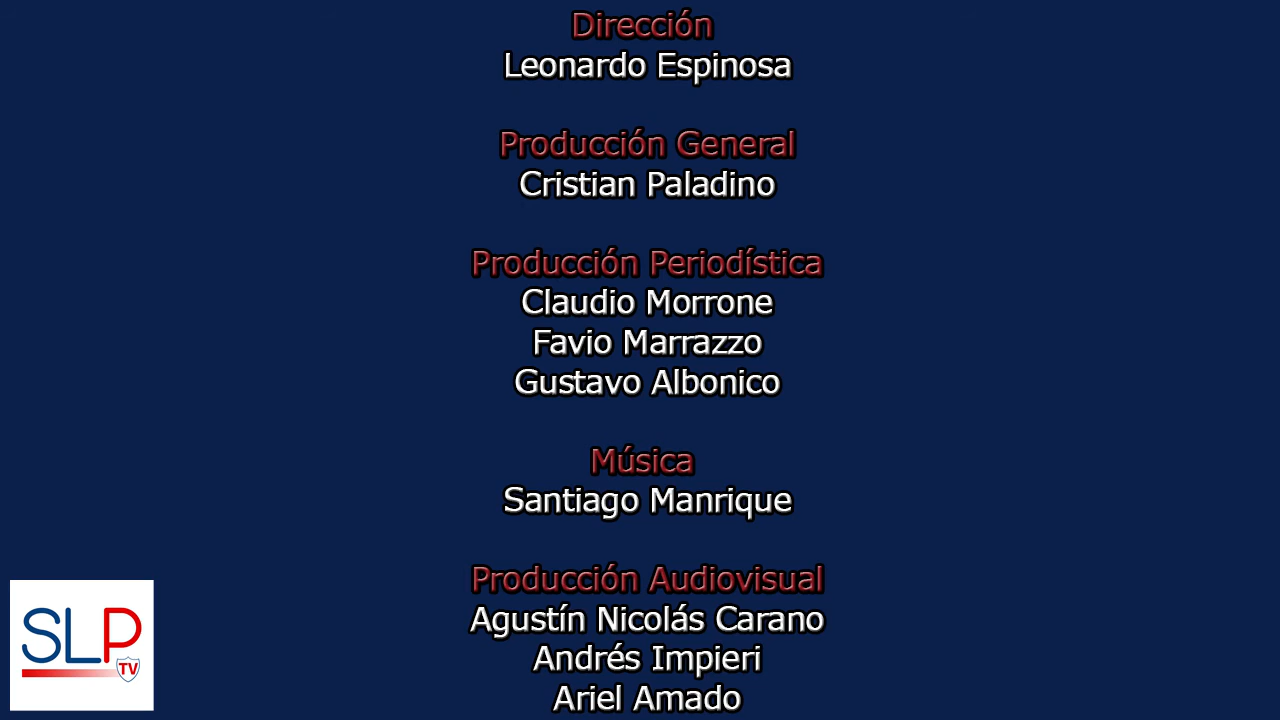 Dirección
Leonardo Espinosa
Producción General
Cristian Paladino
Producción Periodística
Claudio Morrone
Favio Marrazzo
Gustavo Albonico
Música
Santiago Manrique
Producción Audiovisual
Agustín Nicolás Carano
Andrés Impieri
Ariel Amado
SLP
TV